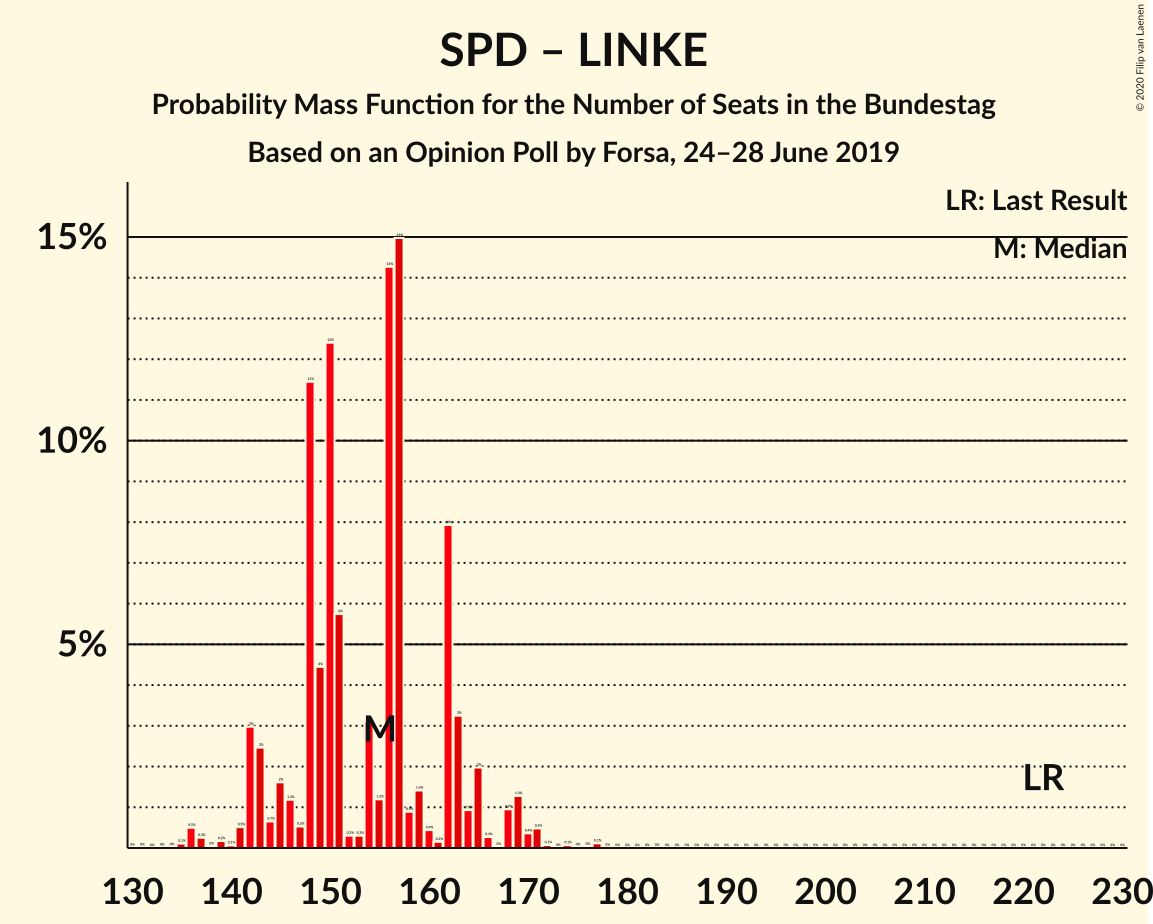 SPD – LINKE
Probability Mass Function for the Number of Seats in the Bundestag
Based on an Opinion Poll by Forsa, 24–28 June 2019
© 2020 Filip van Laenen
LR: Last Result
M: Median
15%
10%
5%
M
LR
130 140 150 160 170 180 190 200 210 220 230